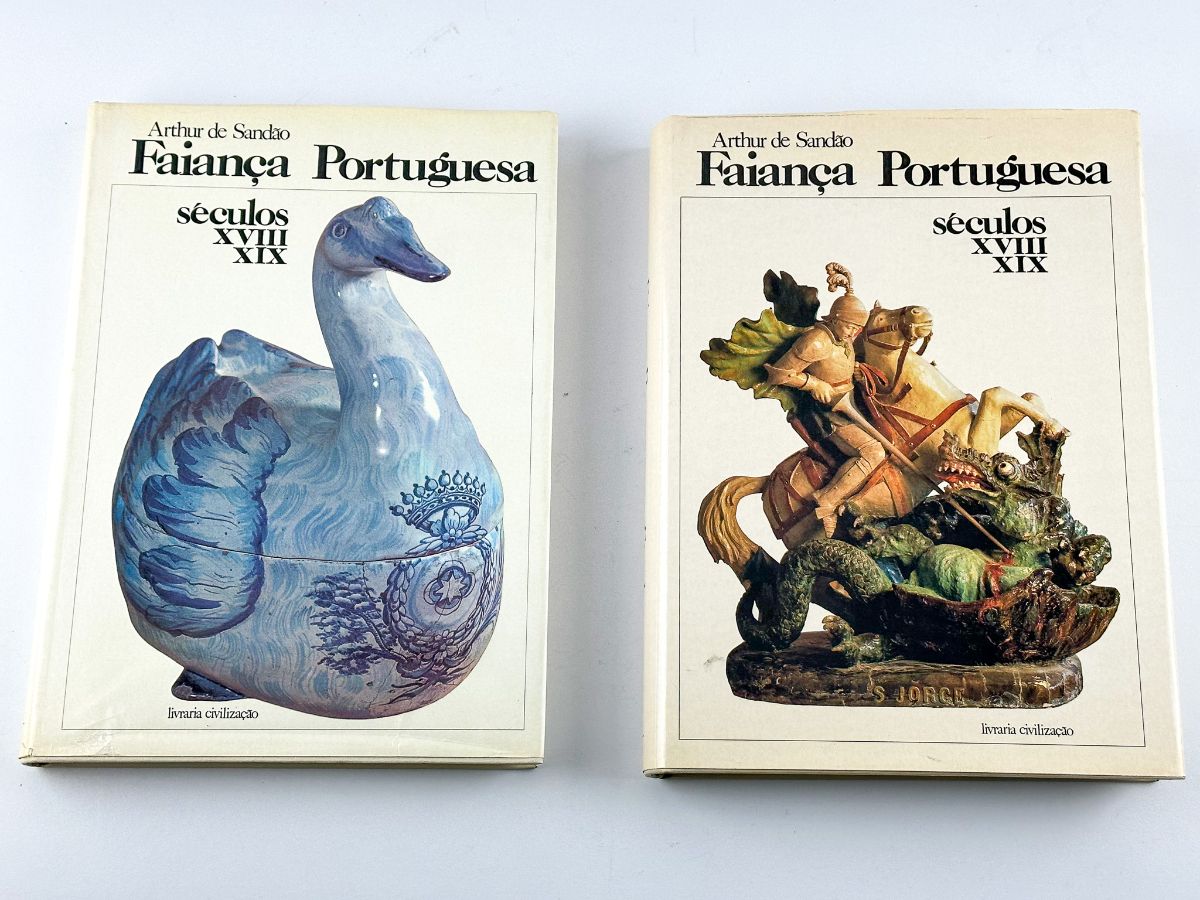 Arthur de Sandão
Faiança Portuguesa
séculos
XVIII
XIX
livraria civilização
Arthur de Sandão
Faiança Portuguesa
séculos
XVIII
XIX
S. JORGE
livraria civilização